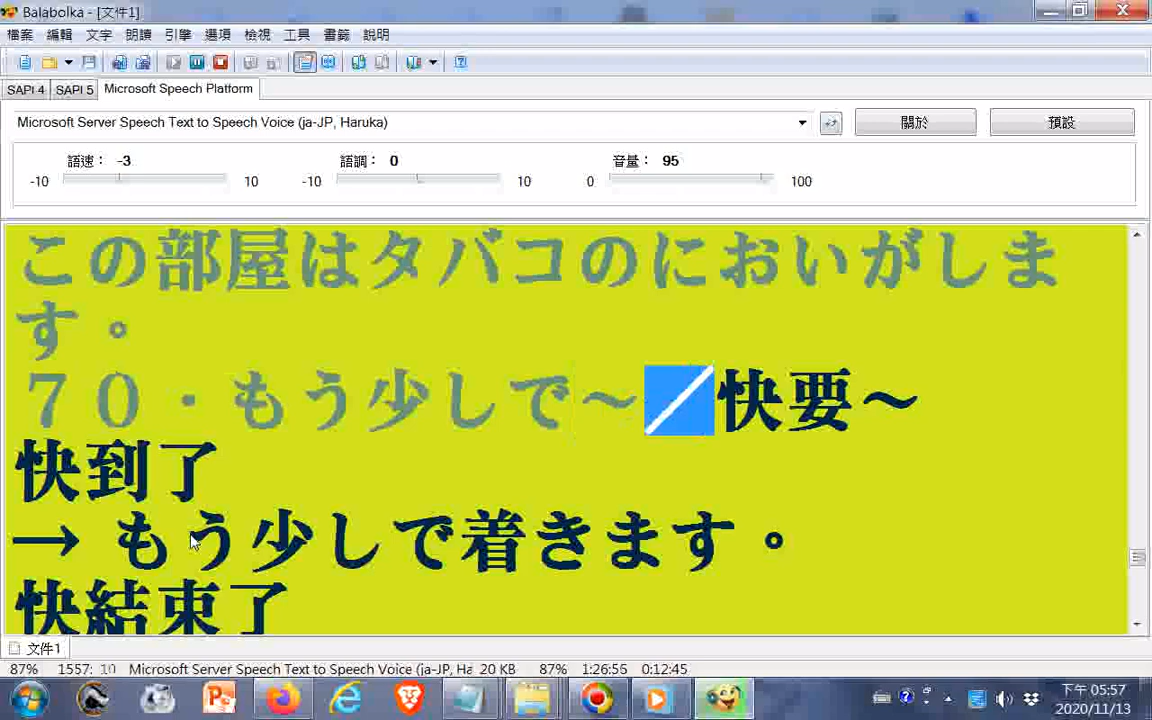 Balabolka - [文件1]
檔案 編輯 文字 朗讀 引擎 選項 檢視 工具 書籤 說明
SAPI 4 SAPI 5 Microsoft Speech Platform
Microsoft Server Speech Text to Speech Voice (ja-JP, Haruka) 關於 預設
語速： -3 語調： 0 音量： 95
-10 10 -10 10 0 100
この部屋はタバコのにおいがしま
す。
７０．もう少しで～／快要～
快到了
→ もう少しで着きます。
快結束了
文件1
87% 1557: 10 Microsoft Server Speech Text to Speech Voice (ja-JP, Ha 20 KB 87% 1:26:55 0:12:45
下午 05:57
2020/11/13